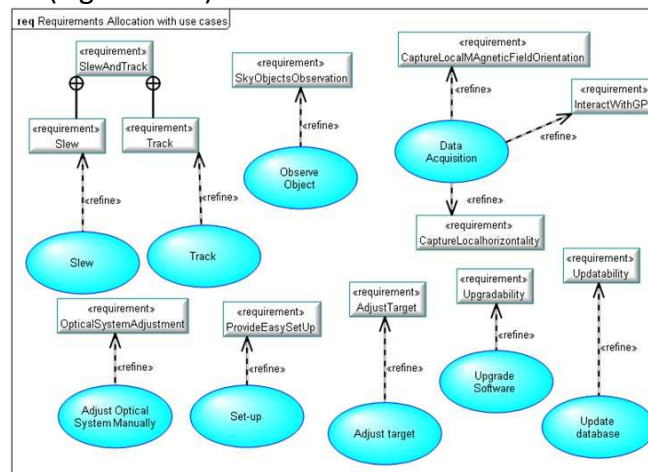 req Requirements Allocation with use cases
«requirement»
SlewAndTrack
«requirement»
SkyObjectsObservation
«requirement»
CaptureLocalMAgneticFieldOrientation
«requirement»
InteractWithGP
«requirement»
Slew
«requirement»
Track
«refine»
«refine»
«refine»
Observe
Object
Data
Acquisition
«refine»
«refine»
«refine»
«requirement»
CaptureLocalhorizontality
Slew
Track
«requirement»
OpticalSystemAdjustment
«requirement»
ProvideEasySetUp
«requirement»
AdjustTarget
«requirement»
Upgradability
«requirement»
Updatability
«refine»
«refine»
«refine»
«refine»
«refine»
Adjust Optical
System Manually
Set-up
Adjust target
Upgrade
Software
Update
database